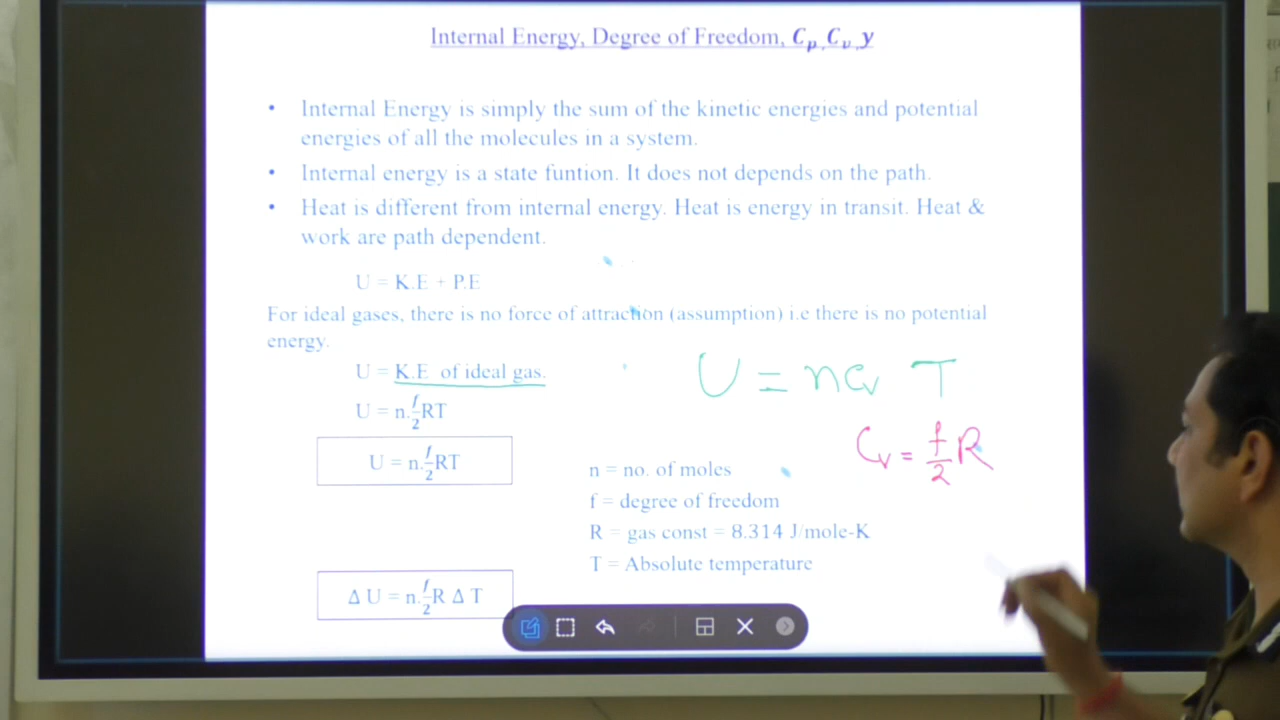 Internal Energy, Degree of Freedom, Cp, Cv, y
• Internal Energy is simply the sum of the kinetic energies and potential
energies of all the molecules in a system.
• Internal energy is a state funtion. It does not depends on the path.
• Heat is different from internal energy. Heat is energy in transit. Heat &
work are path dependent.
U = K.E + P.E
For ideal gases, there is no force of attraction (assumption) i.e there is no potential
energy.
U = K.E of ideal gas.
U = nCv T
U = n.f/2RT
Cv = f/2 R
U = n.f/2RT
n = no. of moles
f = degree of freedom
R = gas const = 8.314 J/mole-K
T = Absolute temperature
Δ U = n.f/2R Δ T